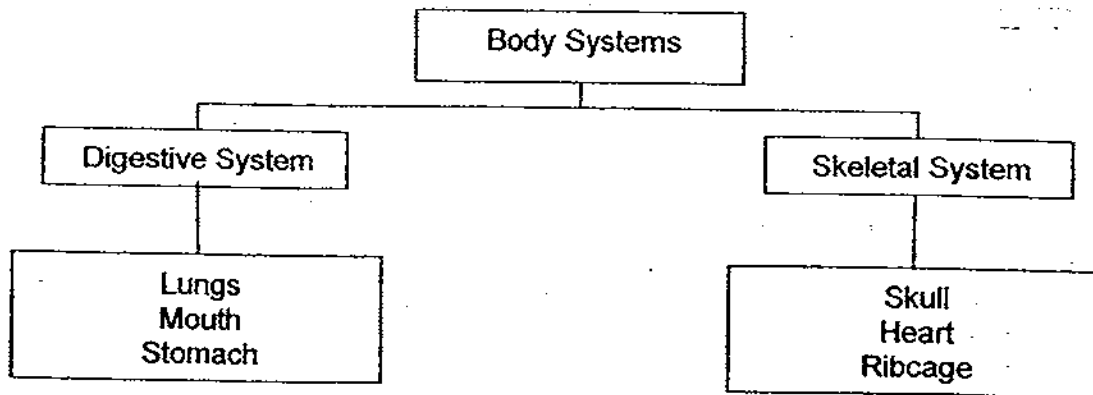 Body Systems
Digestive System
Skeletal System
Lungs
Mouth
Stomach
Skull
Heart
Ribcage